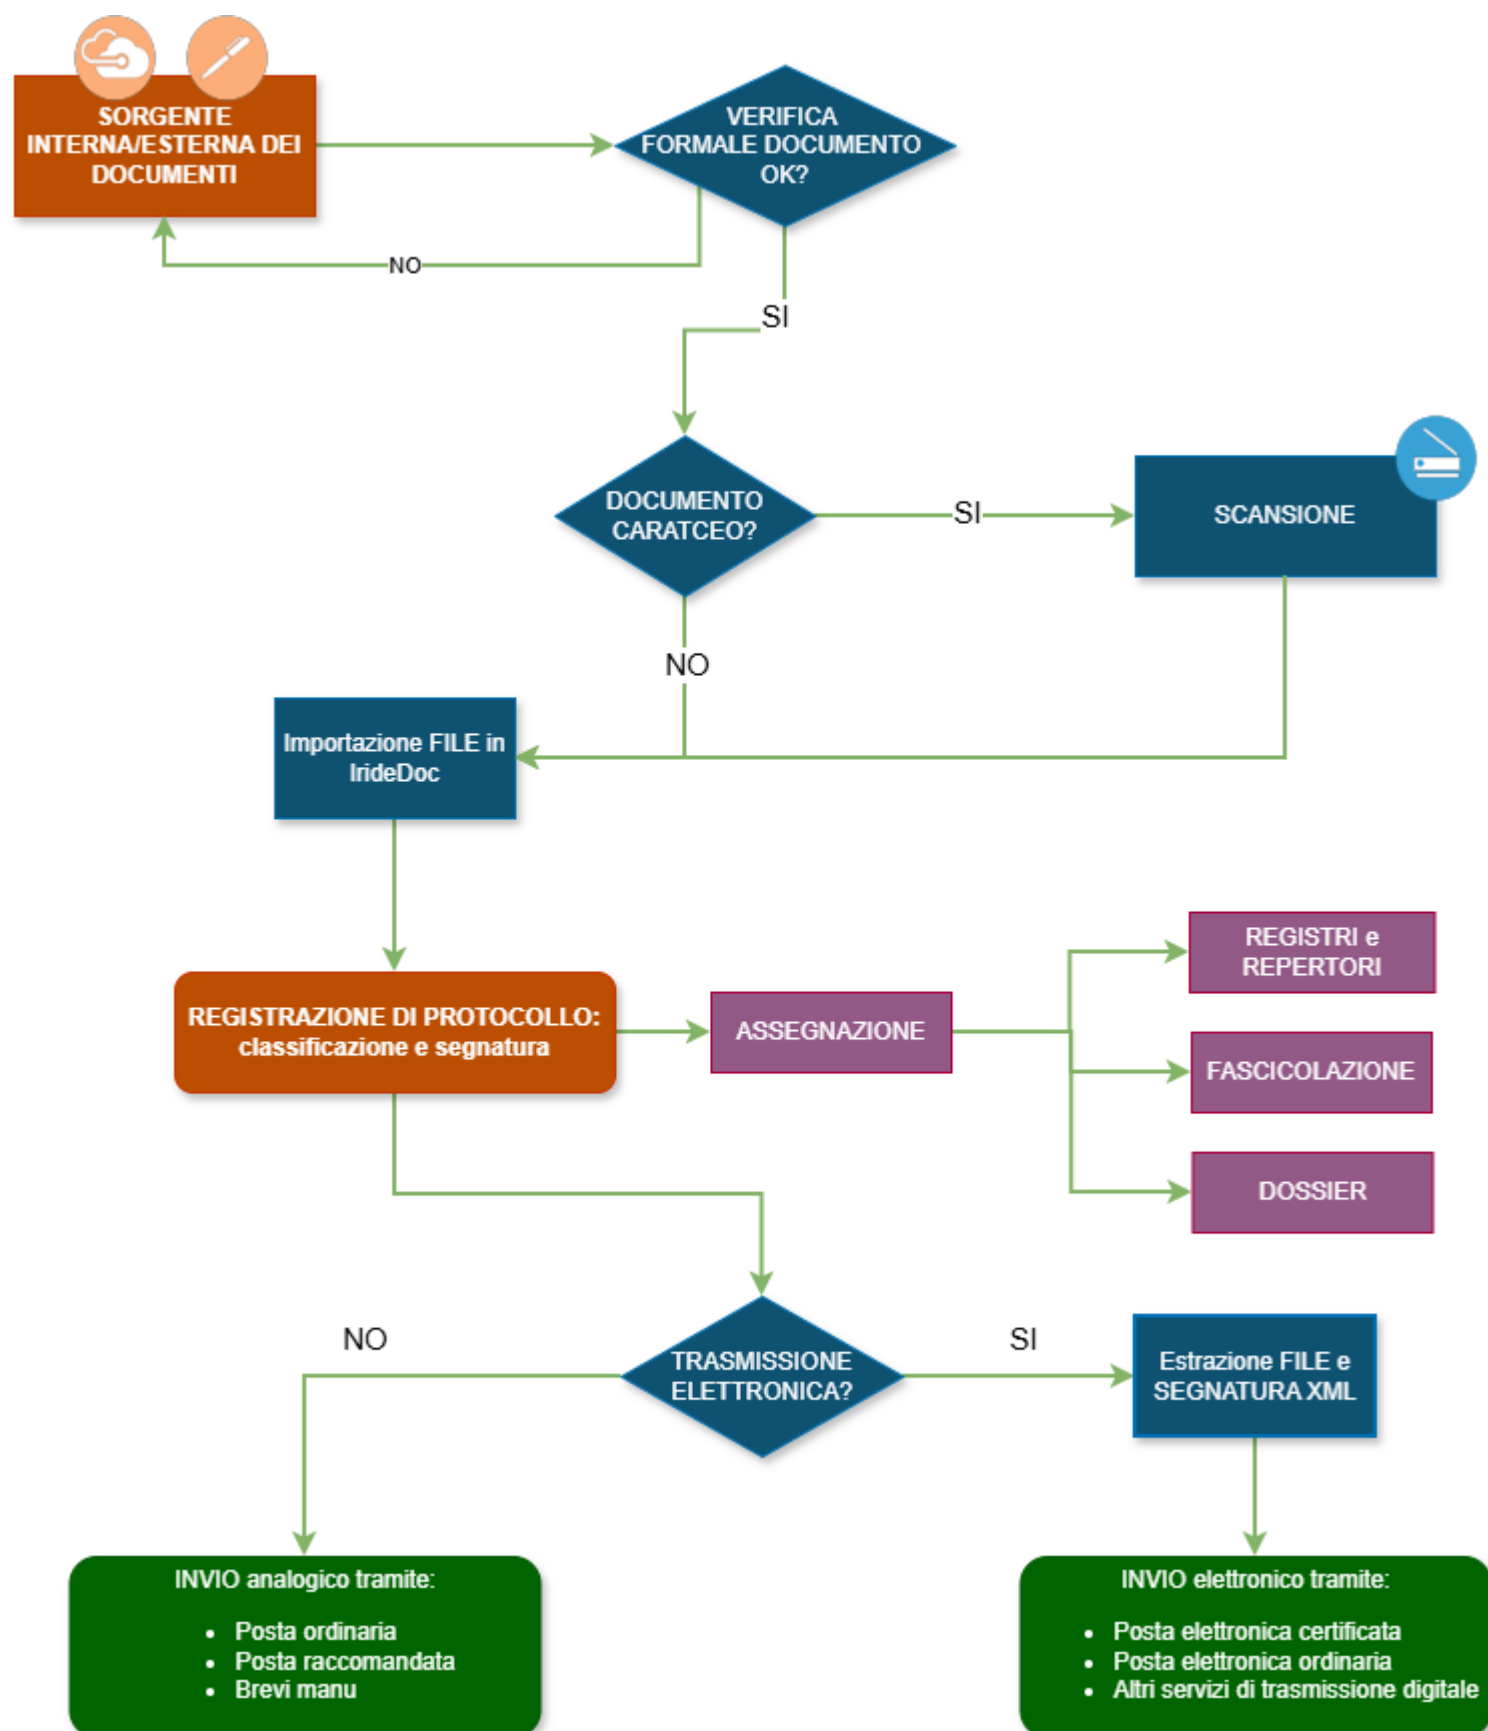 SORGENTE
INTERNA/ESTERNA DEI
DOCUMENTI
VERIFICA
FORMALE DOCUMENTO
OK?
NO
SI
DOCUMENTO
CARATCEO?
SI
SCANSIONE
NO
Importazione FILE in
IrideDoc
REGISTRAZIONE DI PROTOCOLLO:
classificazione e segnatura
ASSEGNAZIONE
REGISTRI e
REPERTORI
FASCICOLAZIONE
DOSSIER
TRASMISSIONE
ELETTRONICA?
NO
SI
Estrazione FILE e
SEGNATURA XML
INVIO analogico tramite:
• Posta ordinaria
• Posta raccomandata
• Brevi manu
INVIO elettronico tramite:
• Posta elettronica certificata
• Posta elettronica ordinaria
• Altri servizi di trasmissione digitale